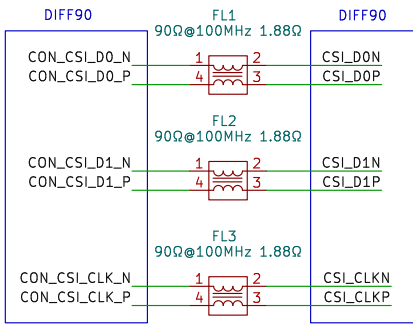 DIFF90 FL1 DIFF90
90Ω@100MHz 1.88Ω
CON_CSI_D0_N 1 2 CSI_D0N
CON_CSI_D0_P 4 3 CSI_D0P
FL2
90Ω@100MHz 1.88Ω
CON_CSI_D1_N 1 2 CSI_D1N
CON_CSI_D1_P 4 3 CSI_D1P
FL3
90Ω@100MHz 1.88Ω
CON_CSI_CLK_N 1 2 CSI_CLKN
CON_CSI_CLK_P 4 3 CSI_CLKP